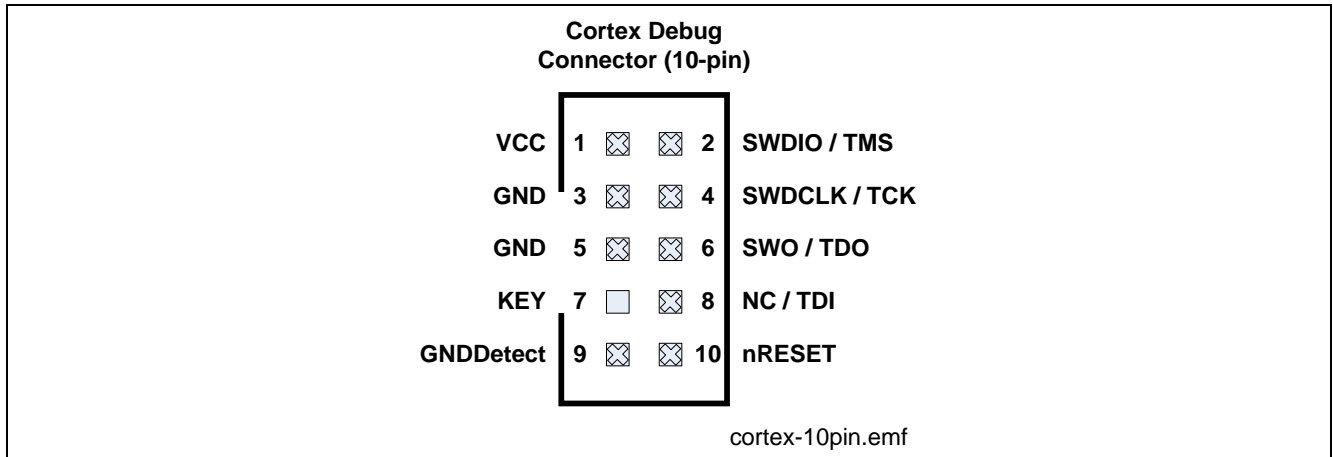 Cortex Debug
Connector (10-pin)
VCC 1 2 SWDIO / TMS
GND 3 4 SWDCLK / TCK
GND 5 6 SWO / TDO
KEY 7 8 NC / TDI
GNDDetect 9 10 nRESET
cortex-10pin.emf